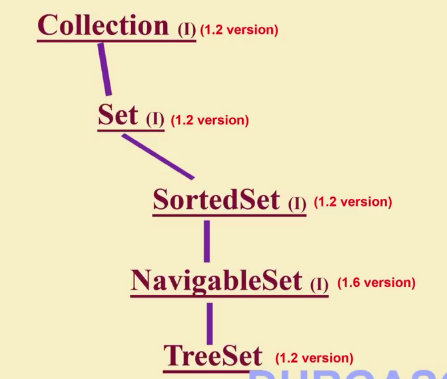 Collection (I) (1.2 version)
Set (I) (1.2 version)
SortedSet (I) (1.2 version)
NavigableSet (I) (1.6 version)
TreeSet (1.2 version)